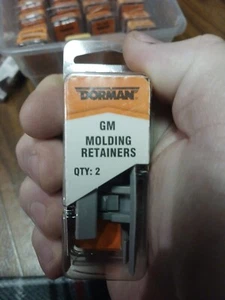 DORMAN
GM
MOLDING
RETAINERS
QTY: 2